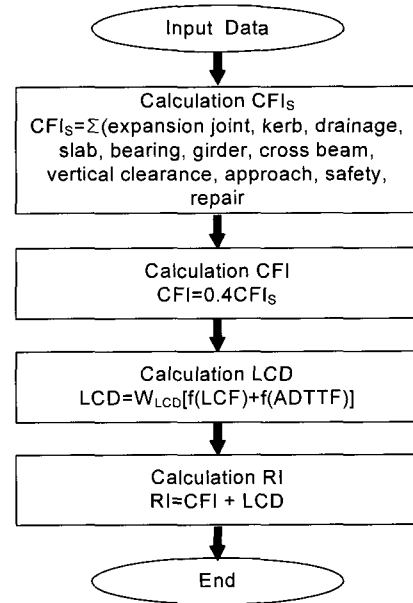 Input Data
Calculation CFIS
CFIS=Σ(expansion joint, kerb, drainage,
slab, bearing, girder, cross beam,
vertical clearance, approach, safety,
repair
Calculation CFI
CFI=0.4CFIS
Calculation LCD
LCD=WLCD[f(LCF)+f(ADTTF)]
Calculation RI
RI=CFI + LCD
End